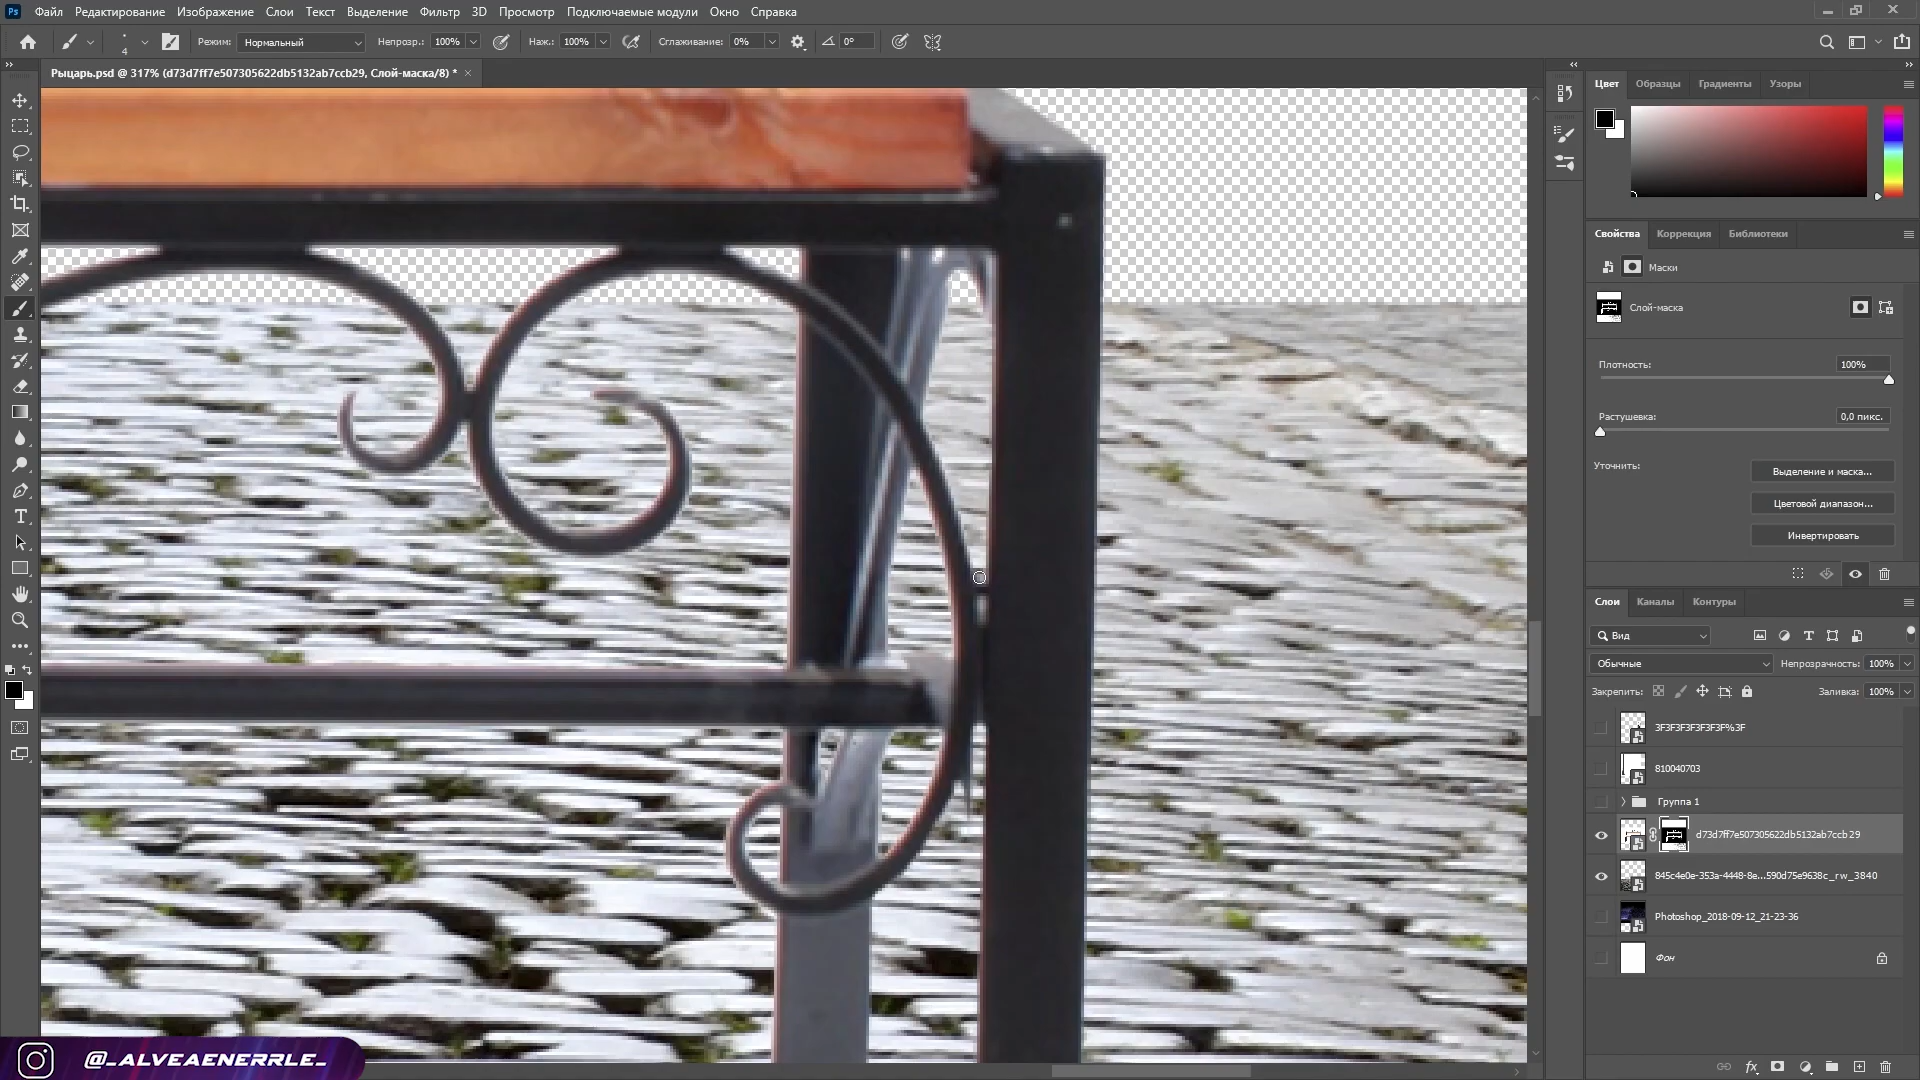 Ps Файл Редактирование Изображение Слои Текст Выделение Фильтр 3D Просмотр Подключаемые модули Окно Справка
4 Режим: Нормальный Непрозр.: 100% Наж.: 100% Сглаживание: 0% 0°
Рыцарь.psd @ 317% (d73d7ff7e507305622db5132ab7ccb29, Слой-маска/8) *
Цвет Образцы Градиенты Узоры
Свойства Коррекция Библиотеки
Маски
Слой-маска
Плотность: 100%
Растушевка: 0,0 пикс.
Уточнить: Выделение и маска...
Цветовой диапазон...
Инвертировать
Слои Каналы Контуры
Вид
Обычные Непрозрачность: 100%
Закрепить: Заливка: 100%
3F3F3F3F3F3F3F%3F
810040703
Группа 1
d73d7ff7e507305622db5132ab7ccb29
845c4e0e-353a-4448-8e...590d75e9638c_rw_3840
Photoshop_2018-09-12_21-23-36
Фон
@_ALVEAENERRLE_